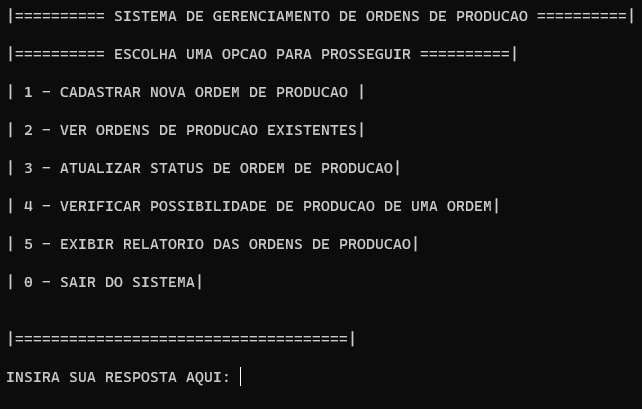 |========== SISTEMA DE GERENCIAMENTO DE ORDENS DE PRODUCAO ==========|
|========== ESCOLHA UMA OPCAO PARA PROSSEGUIR ==========|
| 1 - CADASTRAR NOVA ORDEM DE PRODUCAO |
| 2 - VER ORDENS DE PRODUCAO EXISTENTES|
| 3 - ATUALIZAR STATUS DE ORDEM DE PRODUCAO|
| 4 - VERIFICAR POSSIBILIDADE DE PRODUCAO DE UMA ORDEM|
| 5 - EXIBIR RELATORIO DAS ORDENS DE PRODUCAO|
| 0 - SAIR DO SISTEMA|
|=====================================|
INSIRA SUA RESPOSTA AQUI: